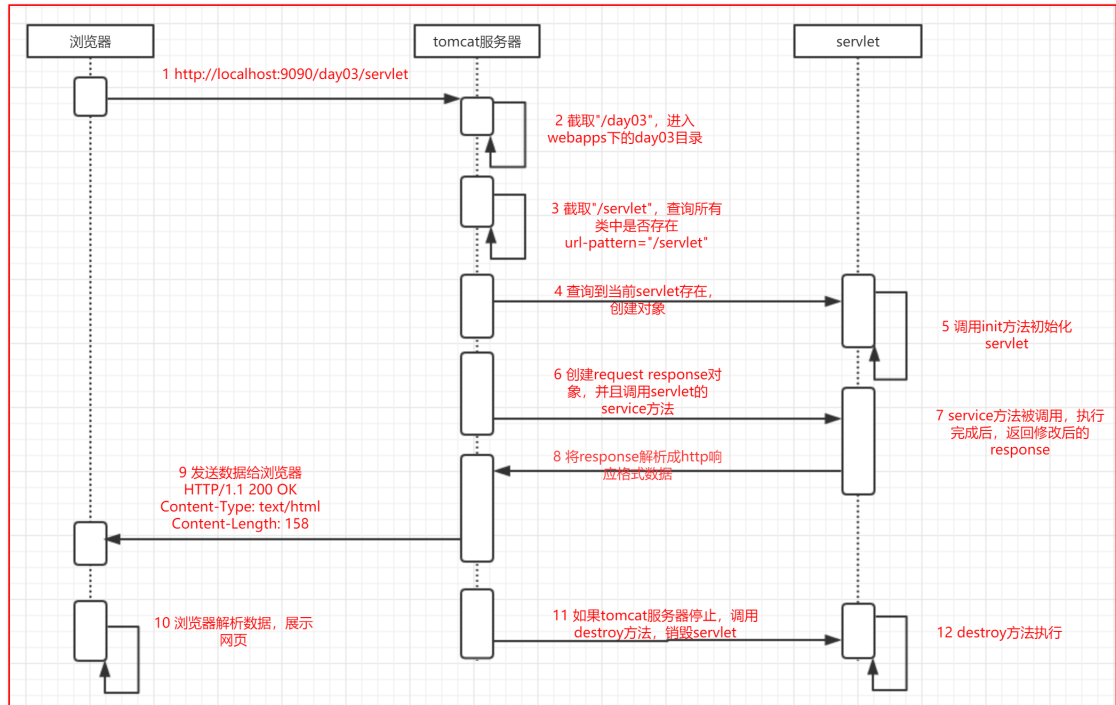 浏览器
tomcat服务器
servlet
1 http://localhost:9090/day03/servlet
2 截取"/day03"，进入
webapps下的day03目录
3 截取"/servlet"，查询所有
类中是否存在
url-pattern="/servlet"
4 查询到当前servlet存在，
创建对象
5 调用init方法初始化
servlet
6 创建request response对
象，并且调用servlet的
service方法
7 service方法被调用，执行
完成后，返回修改后的
response
8 将response解析成http响
应格式数据
9 发送数据给浏览器
HTTP/1.1 200 OK
Content-Type: text/html
Content-Length: 158
10 浏览器解析数据，展示
网页
11 如果tomcat服务器停止，调用
destroy方法，销毁servlet
12 destroy方法执行